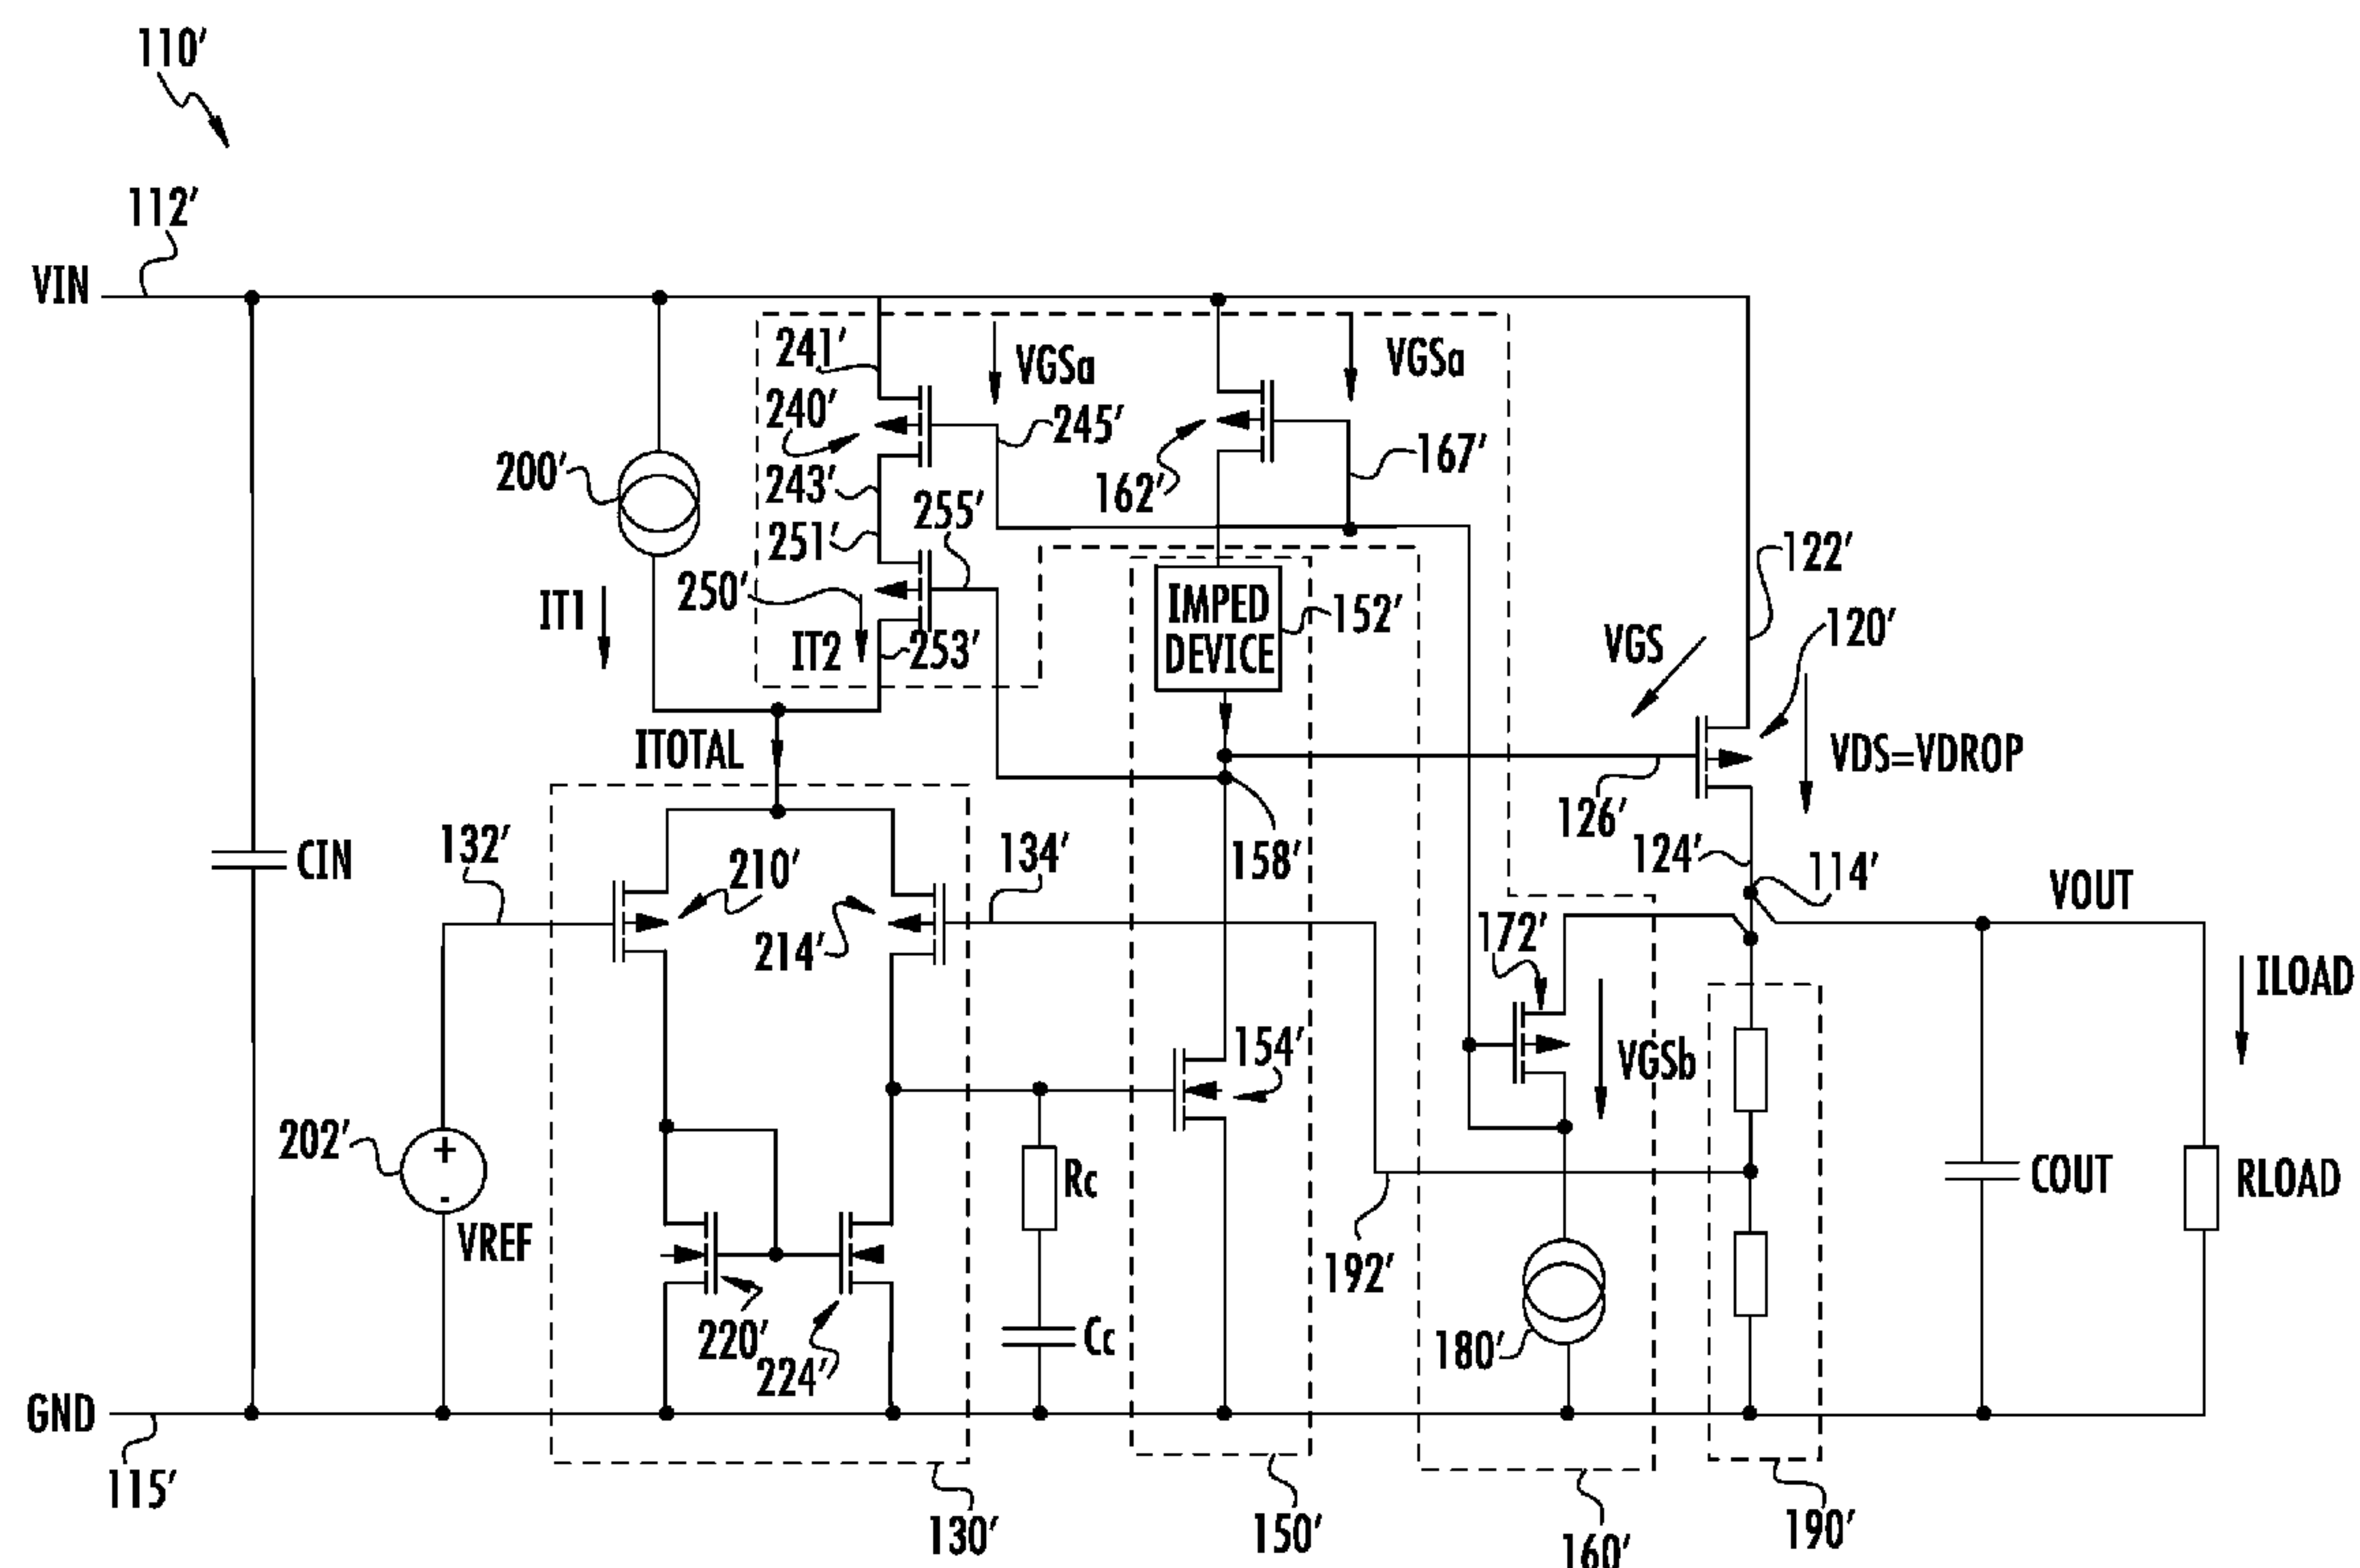 110'
112'
VIN
241'
VGSa
VGSa
240'
245'
200'
243'
162'
167'
255'
251'
122'
250'
IMPED
DEVICE
152'
IT1
IT2
253'
VGS
120'
ITOTAL
VDS=VDROP
126'
132'
134'
158'
124'
114'
CIN
210'
VOUT
214'
172'
ILOAD
154'
VGSb
202'
+
-
VREF
Rc
COUT
RLOAD
192'
220'
224'
Cc
180'
GND
115'
130'
150'
160'
190'